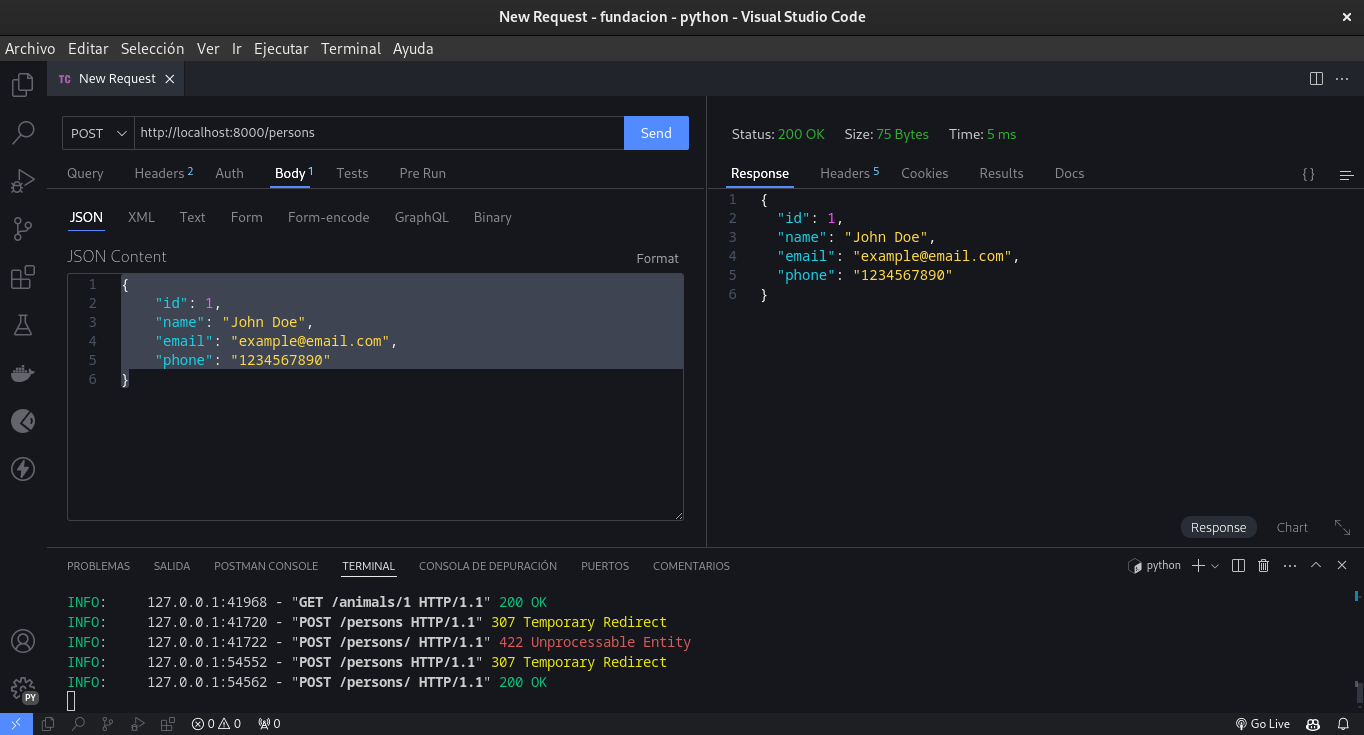 New Request - fundacion - python - Visual Studio Code
Archivo Editar Selección Ver Ir Ejecutar Terminal Ayuda
TC New Request
POST http://localhost:8000/persons Send
Query Headers 2 Auth Body 1 Tests Pre Run
JSON XML Text Form Form-encode GraphQL Binary
JSON Content Format
1 {
2 "id": 1,
3 "name": "John Doe",
4 "email": "example@email.com",
5 "phone": "1234567890"
6 }
Status: 200 OK Size: 75 Bytes Time: 5 ms
Response Headers 5 Cookies Results Docs { }
1 {
2 "id": 1,
3 "name": "John Doe",
4 "email": "example@email.com",
5 "phone": "1234567890"
6 }
Response Chart
PROBLEMAS SALIDA POSTMAN CONSOLE TERMINAL CONSOLA DE DEPURACIÓN PUERTOS COMENTARIOS python
INFO: 127.0.0.1:41968 - "GET /animals/1 HTTP/1.1" 200 OK
INFO: 127.0.0.1:41720 - "POST /persons HTTP/1.1" 307 Temporary Redirect
INFO: 127.0.0.1:41722 - "POST /persons/ HTTP/1.1" 422 Unprocessable Entity
INFO: 127.0.0.1:54552 - "POST /persons HTTP/1.1" 307 Temporary Redirect
INFO: 127.0.0.1:54562 - "POST /persons/ HTTP/1.1" 200 OK
PY
0 0 0 Go Live